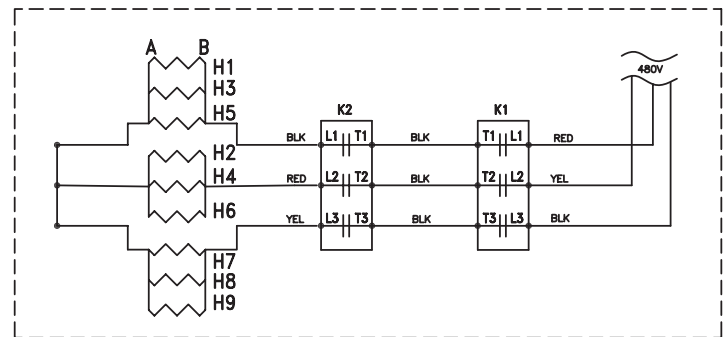 A B
H1
H3
H5
H2
H4
H6
H7
H8
H9
K2 K1
480V
BLK L1 T1 BLK T1 L1 RED
RED L2 T2 BLK T2 L2 YEL
YEL L3 T3 BLK T3 L3 BLK